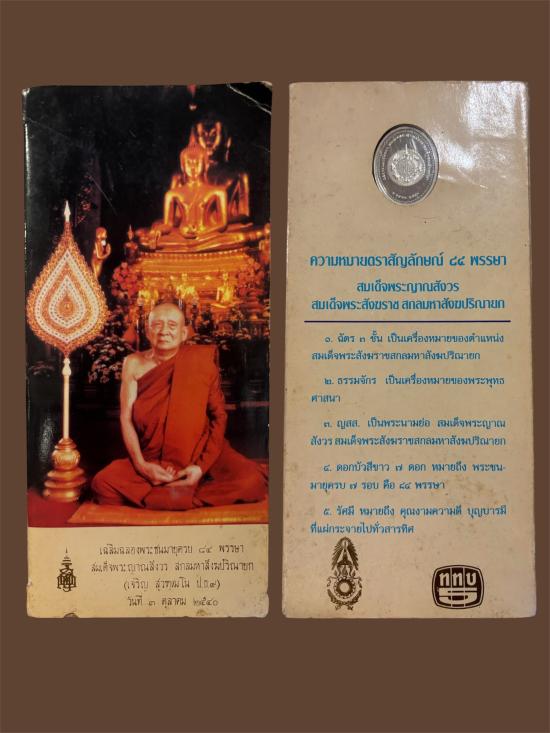 เฉลิมฉลองพระชนมายุครบ ๘๔ พรรษา
สมเด็จพระญาณสังวร สกลมหาสังฆปริณายก
(เจริญ สุวฑฺฒโน ป.ธ.๙)
วันที่ ๓ ตุลาคม ๒๕๔๐
ความหมายตราสัญลักษณ์ ๘๔ พรรษา
สมเด็จพระญาณสังวร
สมเด็จพระสังฆราช สกลมหาสังฆปริณายก
๑. ฉัตร ๓ ชั้น เป็นเครื่องหมายของตำแหน่ง
สมเด็จพระสังฆราชสกลมหาสังฆปริณายก
๒. ธรรมจักร เป็นเครื่องหมายของพระพุทธ
ศาสนา
๓. ญสส. เป็นพระนามย่อ สมเด็จพระญาณ
สังวร สมเด็จพระสังฆราชสกลมหาสังฆปริณายก
๔. ดอกบัวสีขาว ๗ ดอก หมายถึง พระชน-
มายุครบ ๗ รอบ คือ ๘๔ พรรษา
๕. รัศมี หมายถึง คุณงามความดี บุญบารมี
ที่แผ่กระจายไปทั่วสารทิศ
ททบ
๕